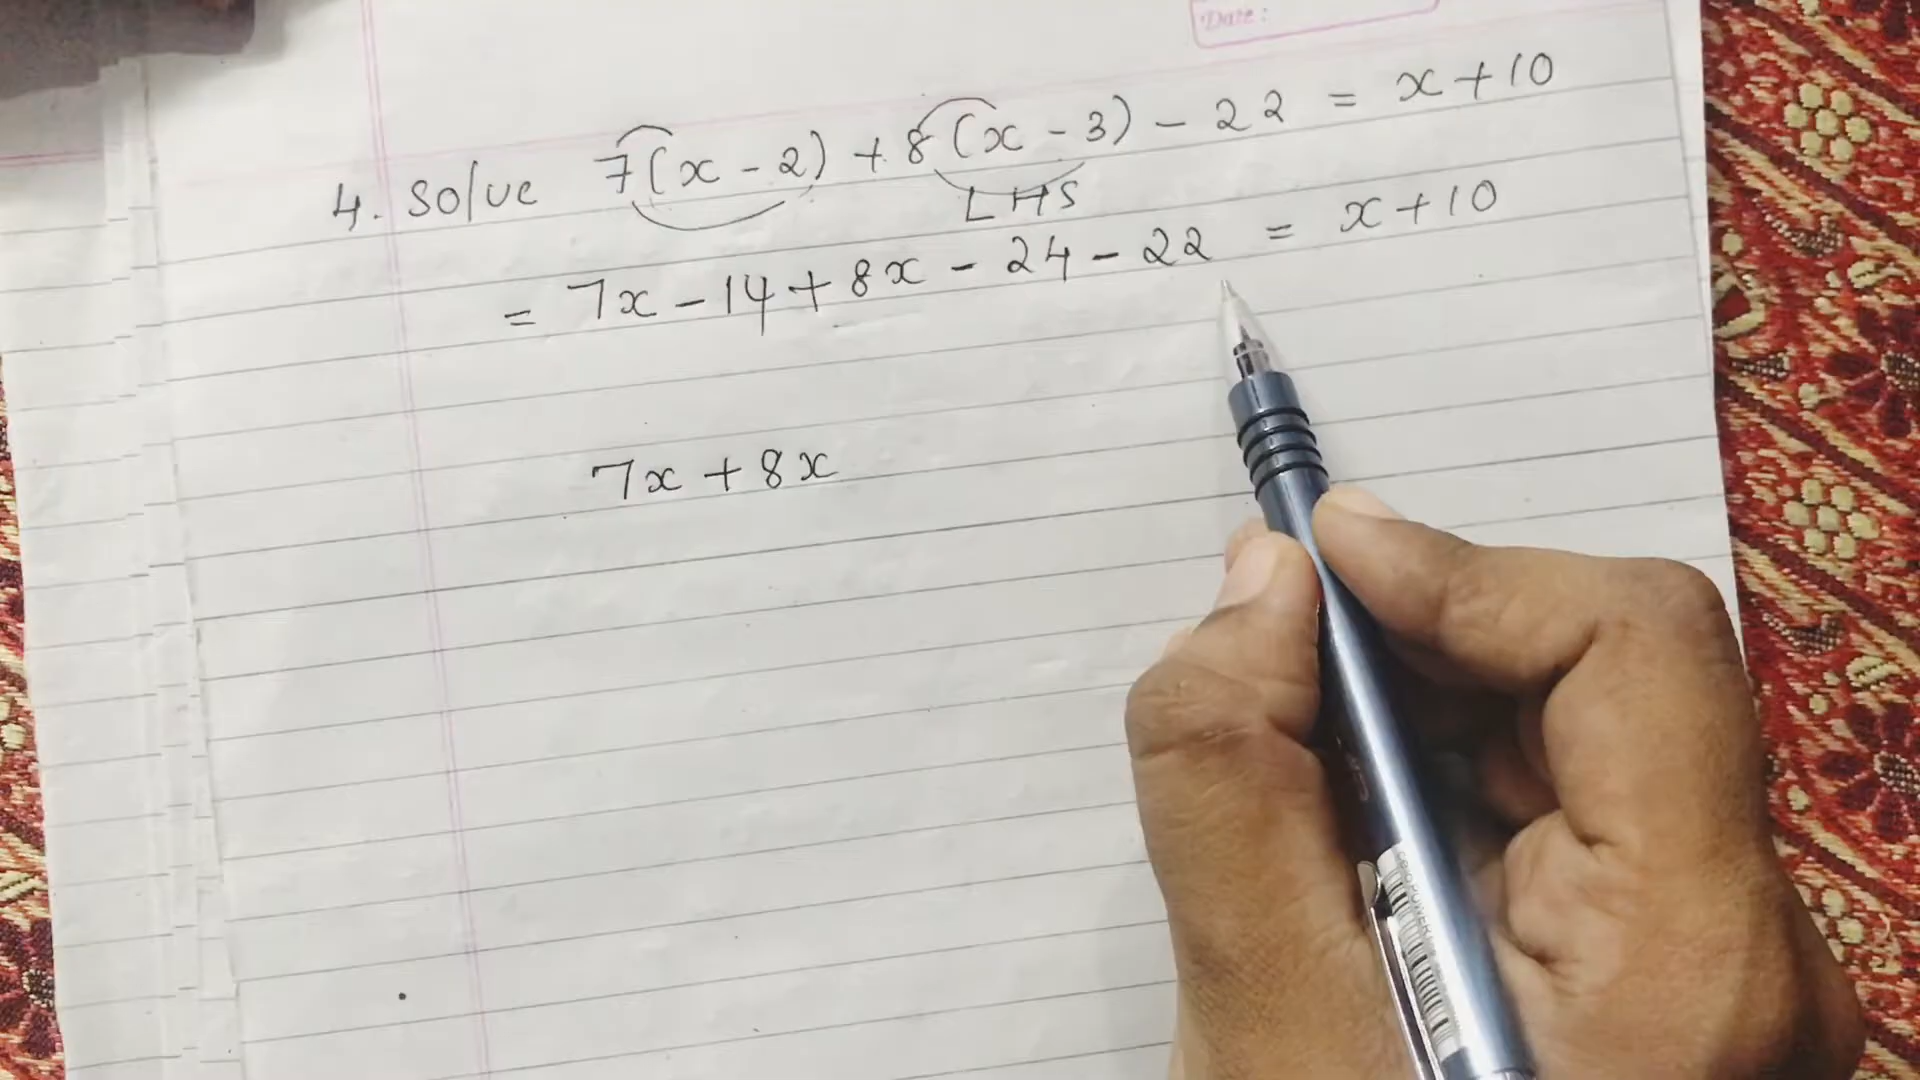 Date :
4. Solve 7(x - 2) + 8(x - 3) - 22 = x + 10
LHS
= 7x - 14 + 8x - 24 - 22 = x + 10
7x + 8x